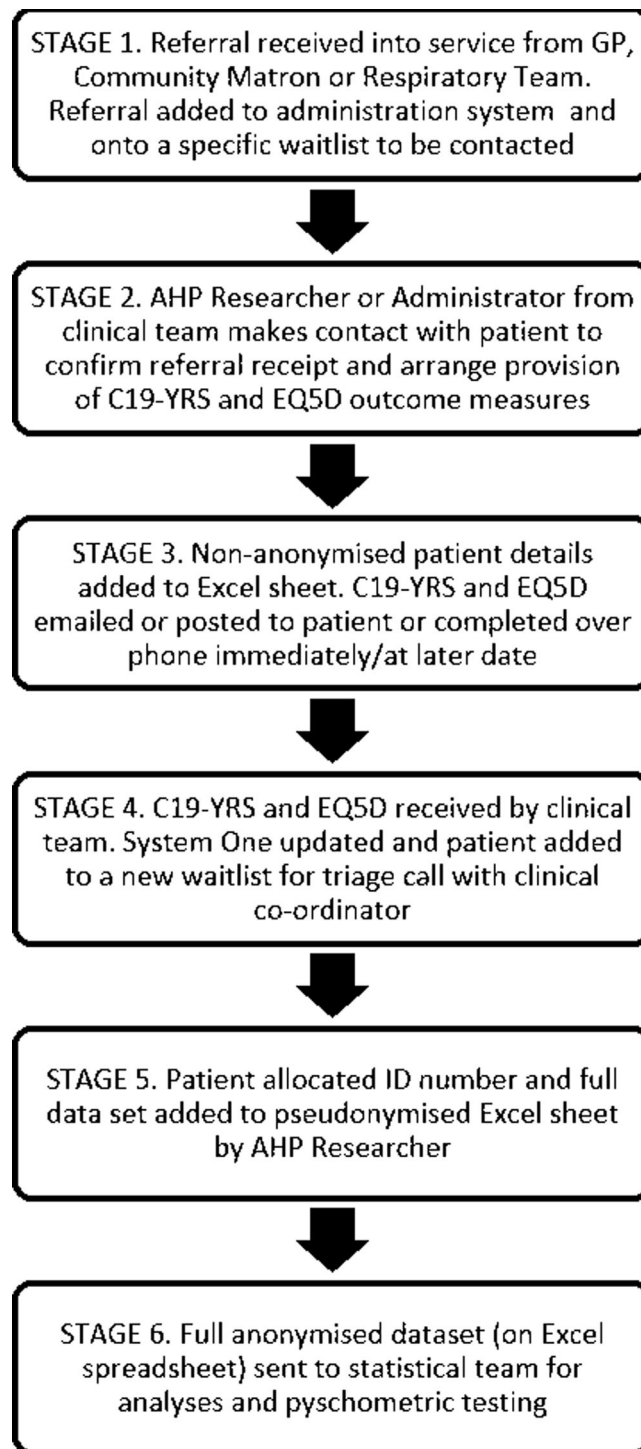 STAGE 1. Referral received into service from GP,
Community Matron or Respiratory Team.
Referral added to administration system and
onto a specific waitlist to be contacted
STAGE 2. AHP Researcher or Administrator from
clinical team makes contact with patient to
confirm referral receipt and arrange provision
of C19-YRS and EQ5D outcome measures
STAGE 3. Non-anonymised patient details
added to Excel sheet. C19-YRS and EQ5D
emailed or posted to patient or completed over
phone immediately/at later date
STAGE 4. C19-YRS and EQ5D received by clinical
team. System One updated and patient added
to a new waitlist for triage call with clinical
co-ordinator
STAGE 5. Patient allocated ID number and full
data set added to pseudonymised Excel sheet
by AHP Researcher
STAGE 6. Full anonymised dataset (on Excel
spreadsheet) sent to statistical team for
analyses and pyschometric testing